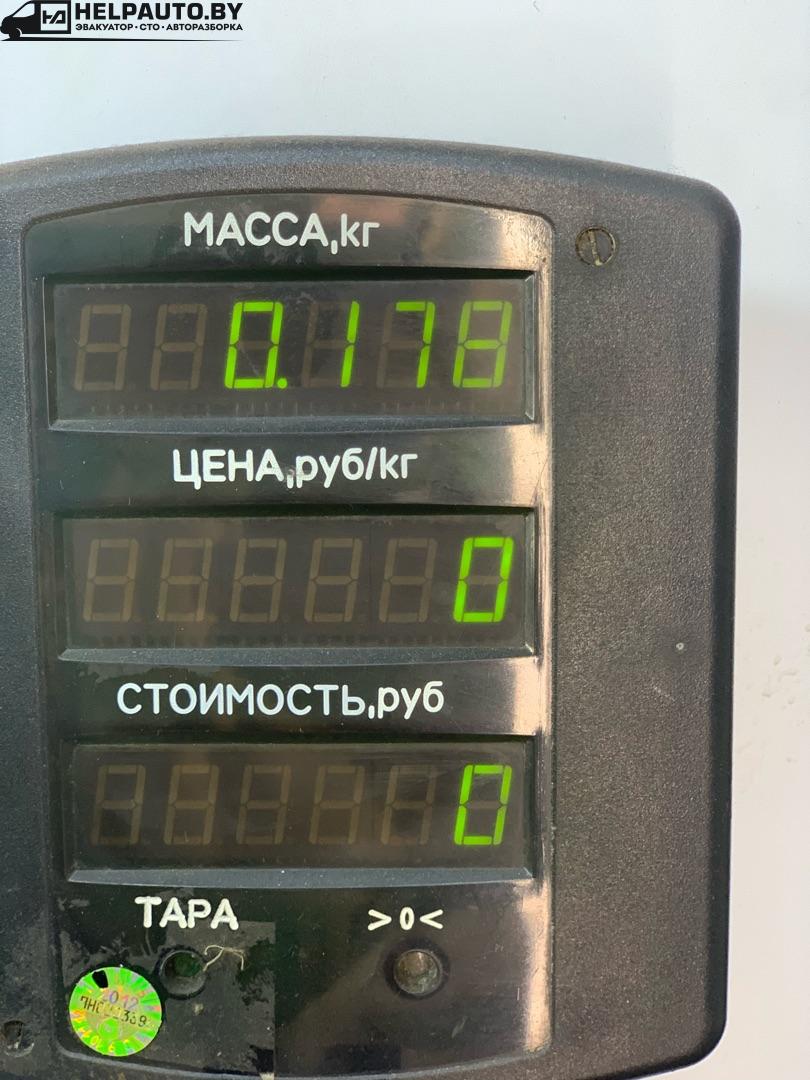 HELPAUTO.BY
ЭВАКУАТОР•СТО•АВТОРАЗБОРКА
МАССА,кг
0.178
ЦЕНА,руб/кг
0
СТОИМОСТЬ,руб
0
ТАРА >0<